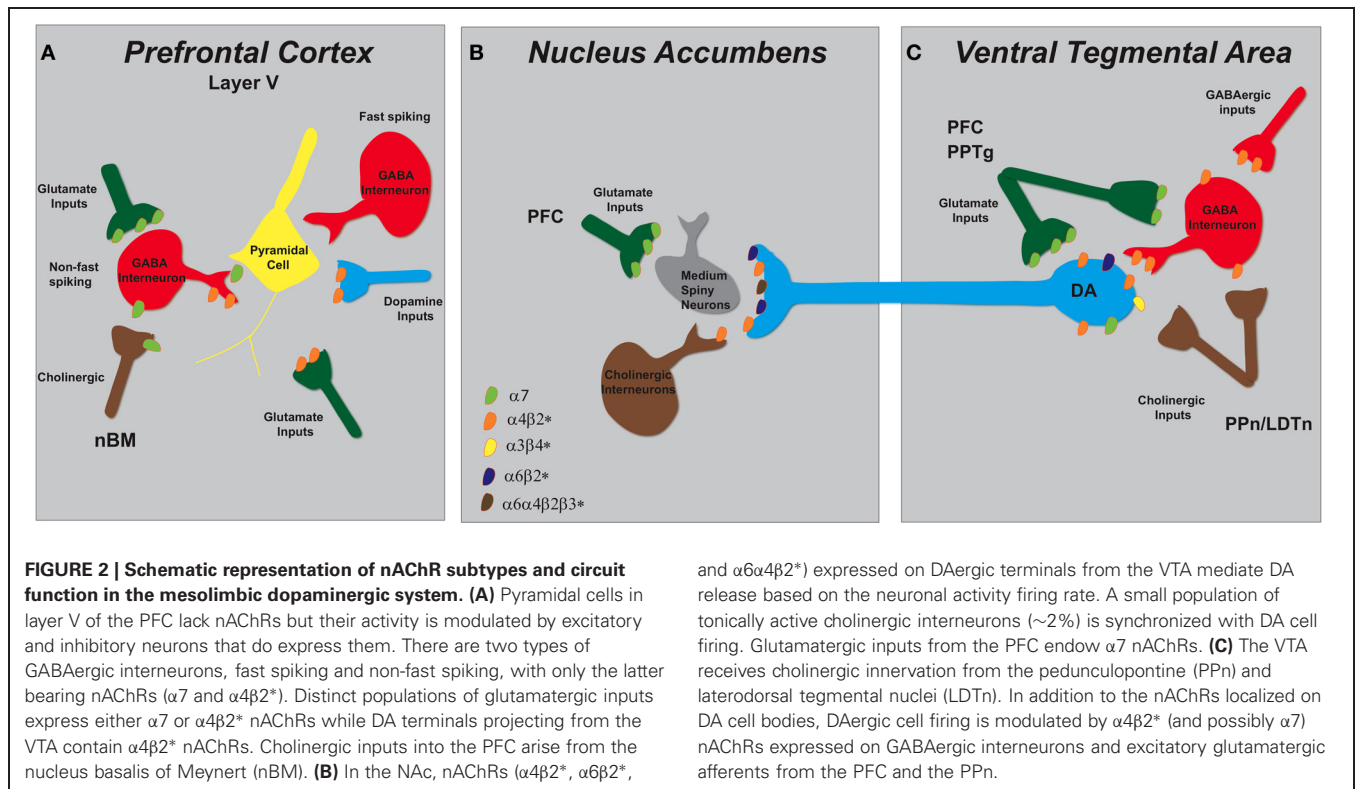 A
Prefrontal Cortex
Layer V
Fast spiking
GABA
Interneuron
Glutamate
Inputs
Pyramidal
Cell
Non-fast
spiking
GABA
Interneuron
Dopamine
Inputs
Cholinergic
nBM
Glutamate
Inputs
B
Nucleus Accumbens
PFC
Glutamate
Inputs
Medium
Spiny
Neurons
Cholinergic
Interneurons
α7
α4β2*
α3β4*
α6β2*
α6α4β2β3*
C
Ventral Tegmental Area
GABAergic
inputs
PFC
PPTg
Glutamate
Inputs
GABA
Interneuron
DA
Cholinergic
Inputs
PPn/LDTn
FIGURE 2 | Schematic representation of nAChR subtypes and circuit
function in the mesolimbic dopaminergic system. (A) Pyramidal cells in
layer V of the PFC lack nAChRs but their activity is modulated by excitatory
and inhibitory neurons that do express them. There are two types of
GABAergic interneurons, fast spiking and non-fast spiking, with only the latter
bearing nAChRs (α7 and α4β2*). Distinct populations of glutamatergic inputs
express either α7 or α4β2* nAChRs while DA terminals projecting from the
VTA contain α4β2* nAChRs. Cholinergic inputs into the PFC arise from the
nucleus basalis of Meynert (nBM). (B) In the NAc, nAChRs (α4β2*, α6β2*,
and α6α4β2*) expressed on DAergic terminals from the VTA mediate DA
release based on the neuronal activity firing rate. A small population of
tonically active cholinergic interneurons (~2%) is synchronized with DA cell
firing. Glutamatergic inputs from the PFC endow α7 nAChRs. (C) The VTA
receives cholinergic innervation from the pedunculopontine (PPn) and
laterodorsal tegmental nuclei (LDTn). In addition to the nAChRs localized on
DA cell bodies, DAergic cell firing is modulated by α4β2* (and possibly α7)
nAChRs expressed on GABAergic interneurons and excitatory glutamatergic
afferents from the PFC and the PPn.